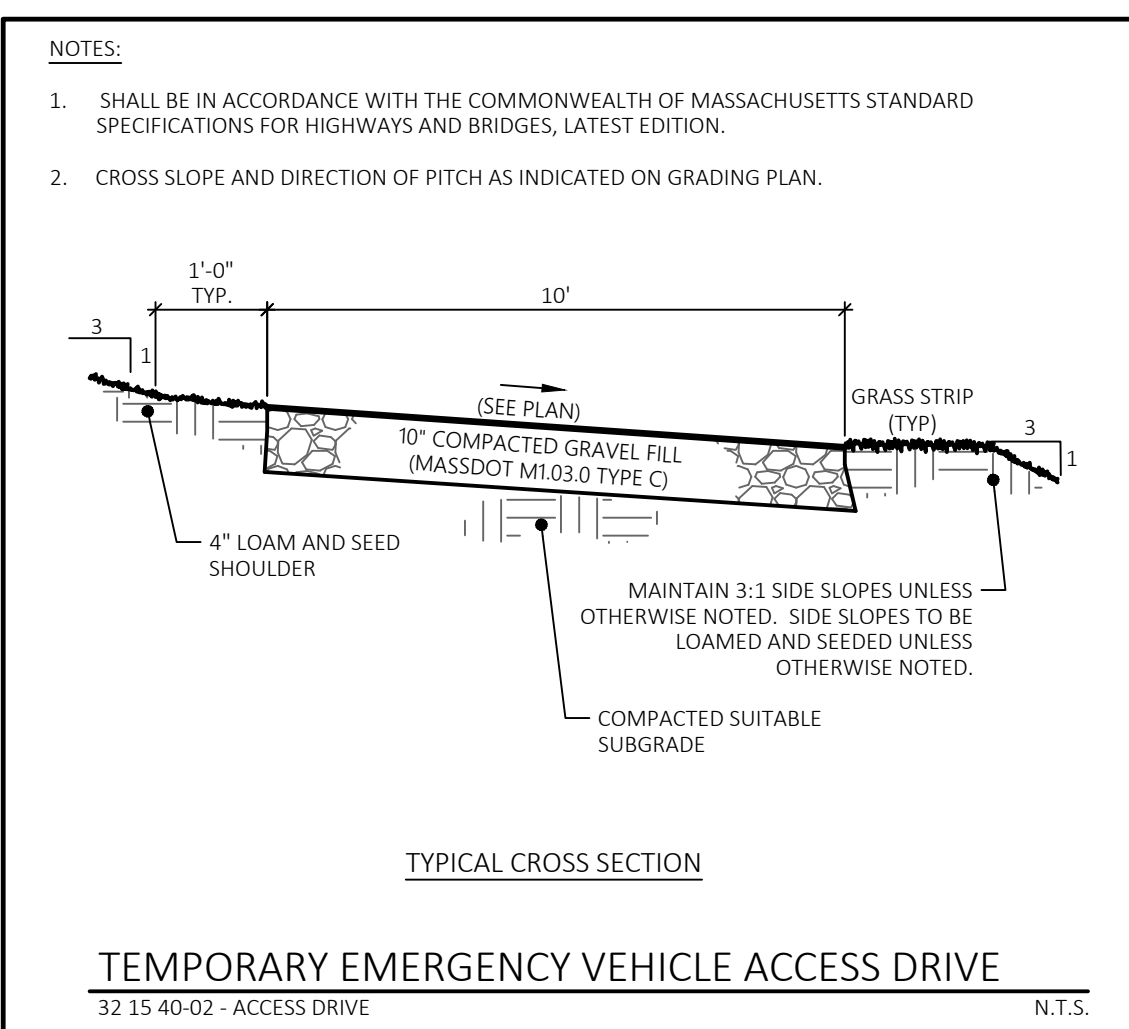 NOTES:
1. SHALL BE IN ACCORDANCE WITH THE COMMONWEALTH OF MASSACHUSETTS STANDARD
SPECIFICATIONS FOR HIGHWAYS AND BRIDGES, LATEST EDITION.
2. CROSS SLOPE AND DIRECTION OF PITCH AS INDICATED ON GRADING PLAN.
1'-0"
TYP.
10'
3
1
(SEE PLAN)
10" COMPACTED GRAVEL FILL
(MASSDOT M1.03.0 TYPE C)
GRASS STRIP
(TYP)
3
1
4" LOAM AND SEED
SHOULDER
MAINTAIN 3:1 SIDE SLOPES UNLESS
OTHERWISE NOTED. SIDE SLOPES TO BE
LOAMED AND SEEDED UNLESS
OTHERWISE NOTED.
COMPACTED SUITABLE
SUBGRADE
TYPICAL CROSS SECTION
TEMPORARY EMERGENCY VEHICLE ACCESS DRIVE
32 15 40-02 - ACCESS DRIVE N.T.S.